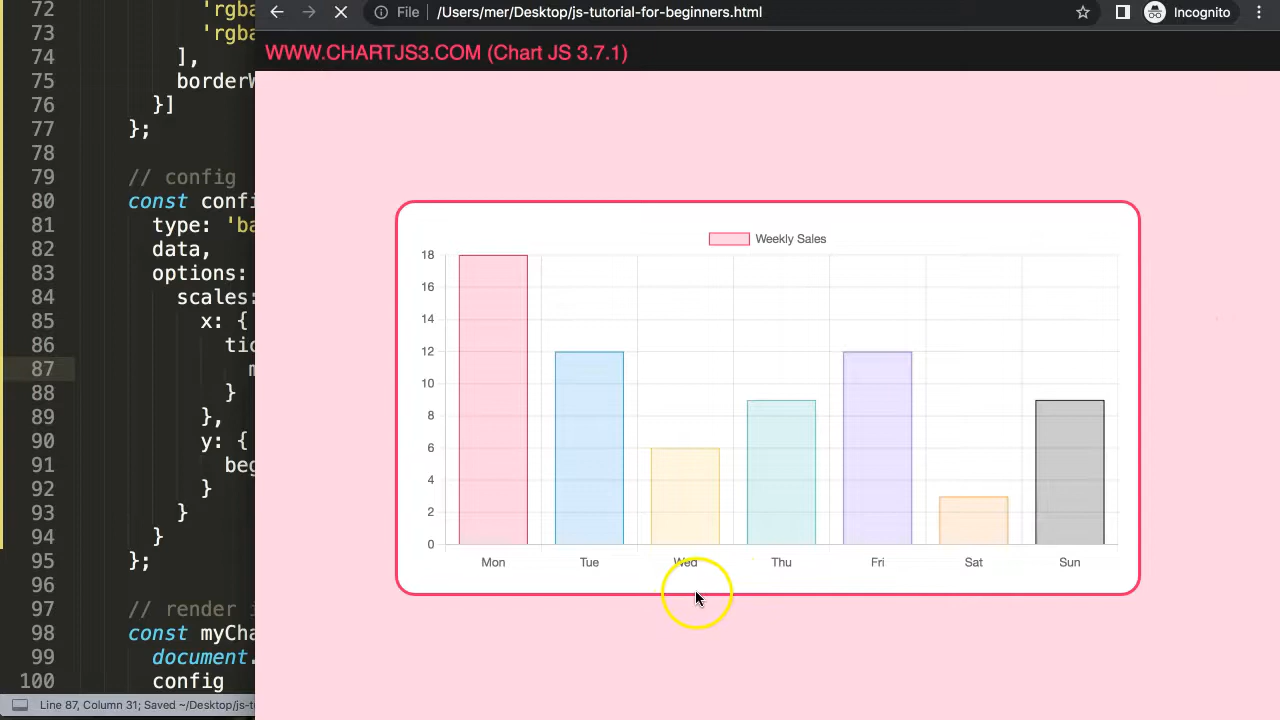 File /Users/mer/Desktop/js-tutorial-for-beginners.html Incognito
WWW.CHARTJS3.COM (Chart JS 3.7.1)
72 'rgba
73 'rgba
74 ],
75 borderW
76 }]
77 };
78
79 // config
80 const confi
81 type: 'ba
82 data,
83 options:
84 scales:
85 x: {
86 tic
87 m
88 }
89 },
90 y: {
91 beg
92 }
93 }
94 }
95 };
96
97 // render i
98 const myCha
99 document.
100 config
Line 87, Column 31; Saved ~/Desktop/js-tu
Weekly Sales
18
16
14
12
10
8
6
4
2
0
Mon Tue Wed Thu Fri Sat Sun